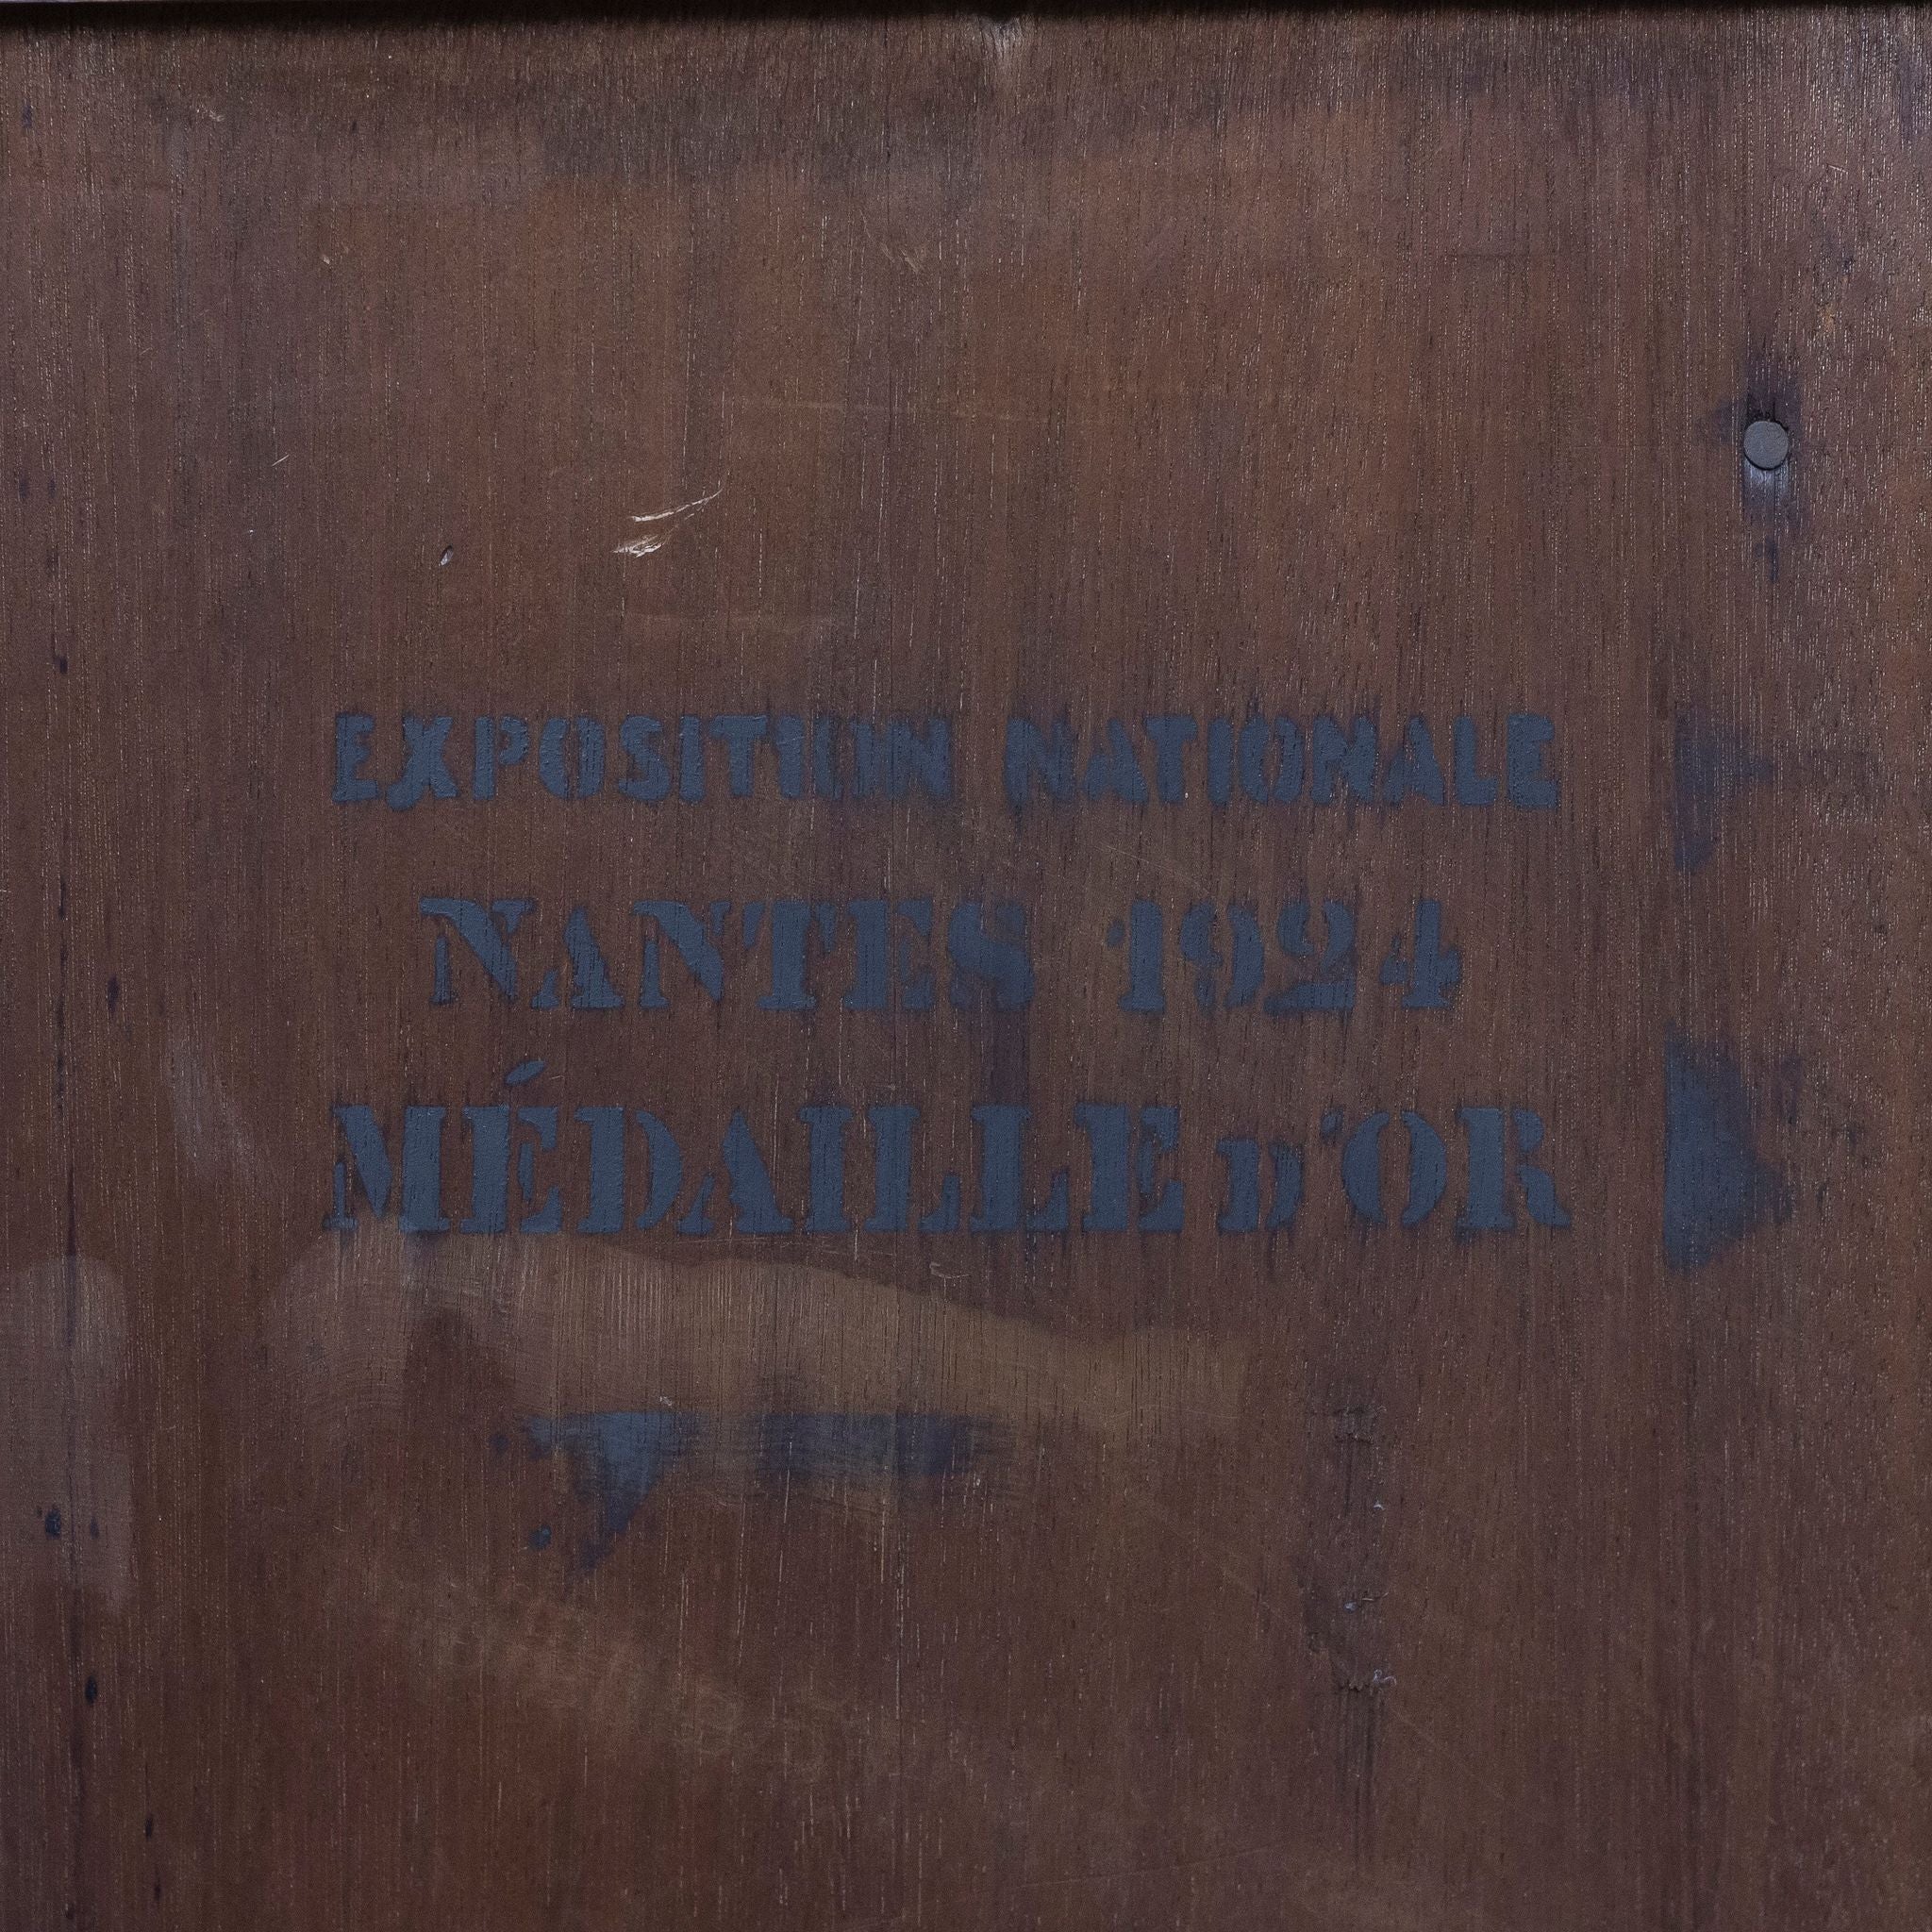 EXPOSITION NATIONALE
NANTES 1924
MÉDAILLE D'OR